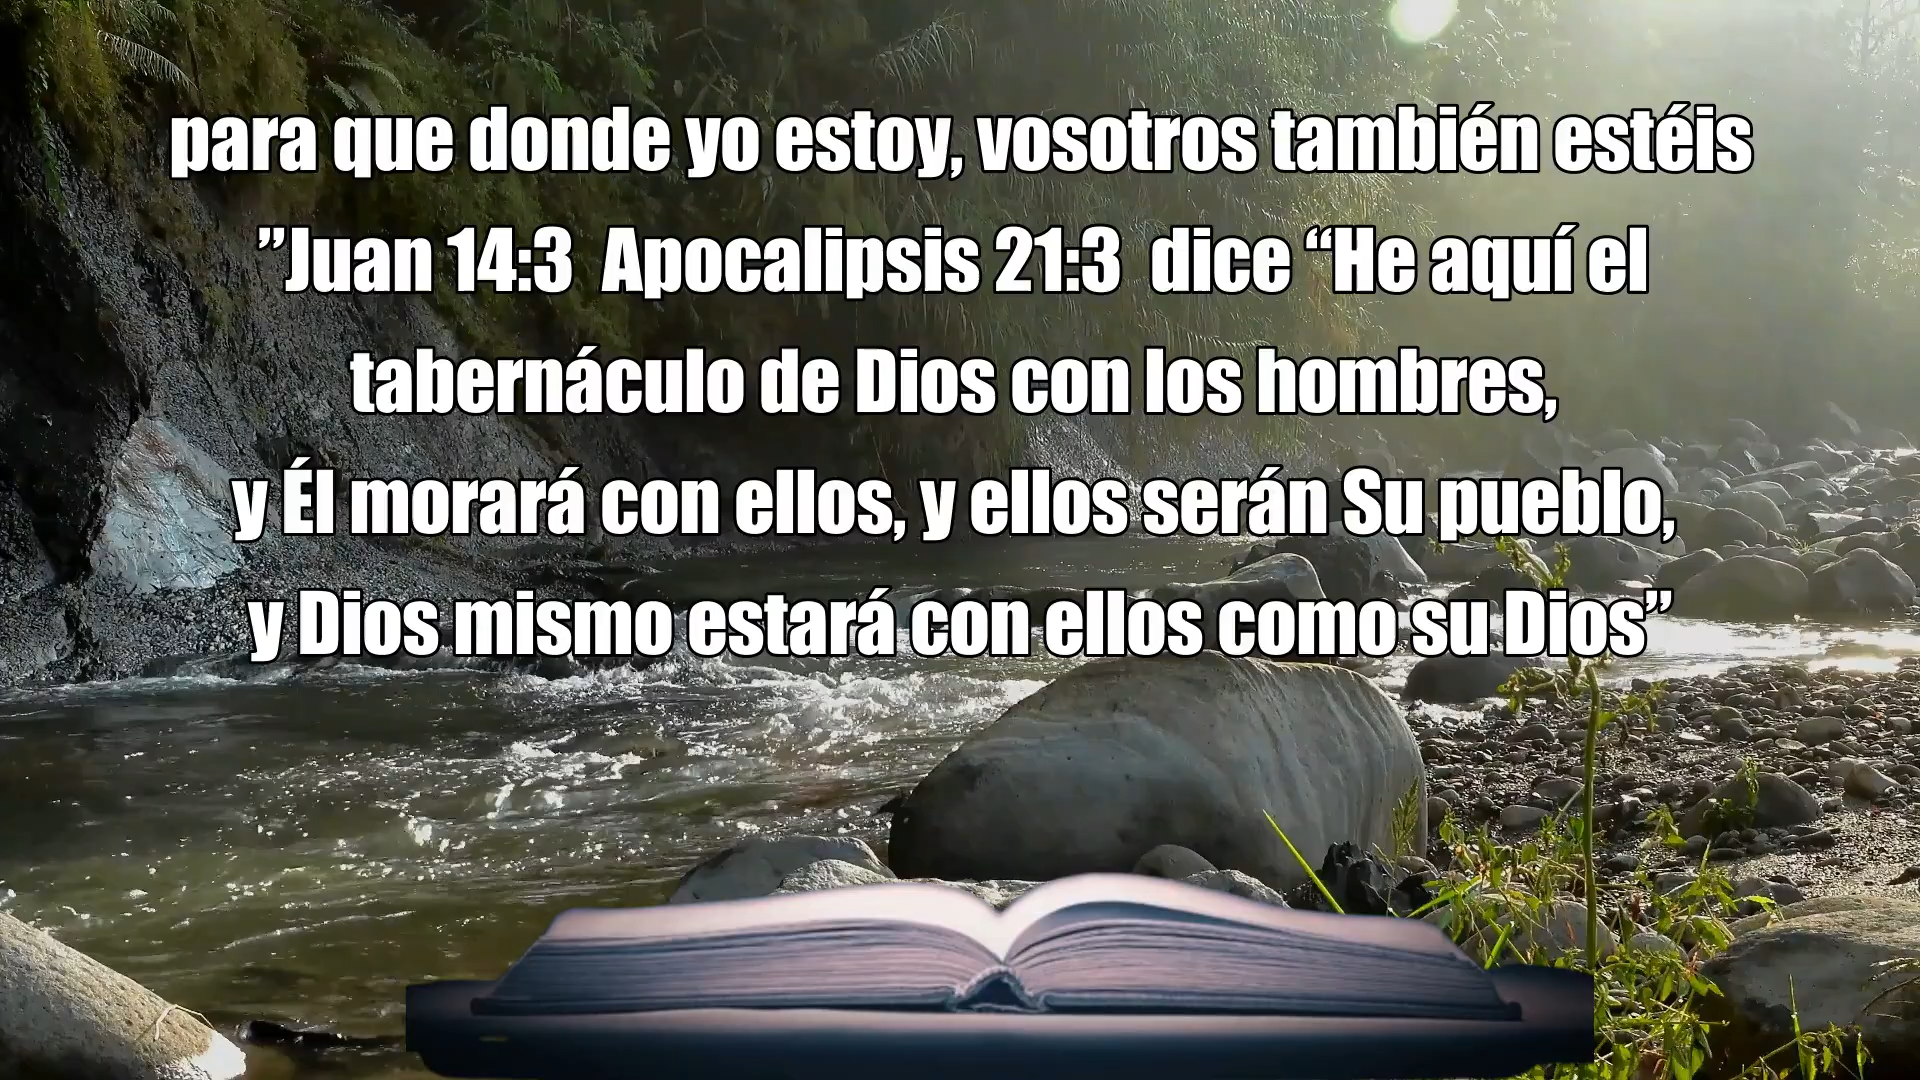 para que donde yo estoy, vosotros también estéis
”Juan 14:3  Apocalipsis 21:3  dice “He aquí el
tabernáculo de Dios con los hombres,
y Él morará con ellos, y ellos serán Su pueblo,
y Dios mismo estará con ellos como su Dios”